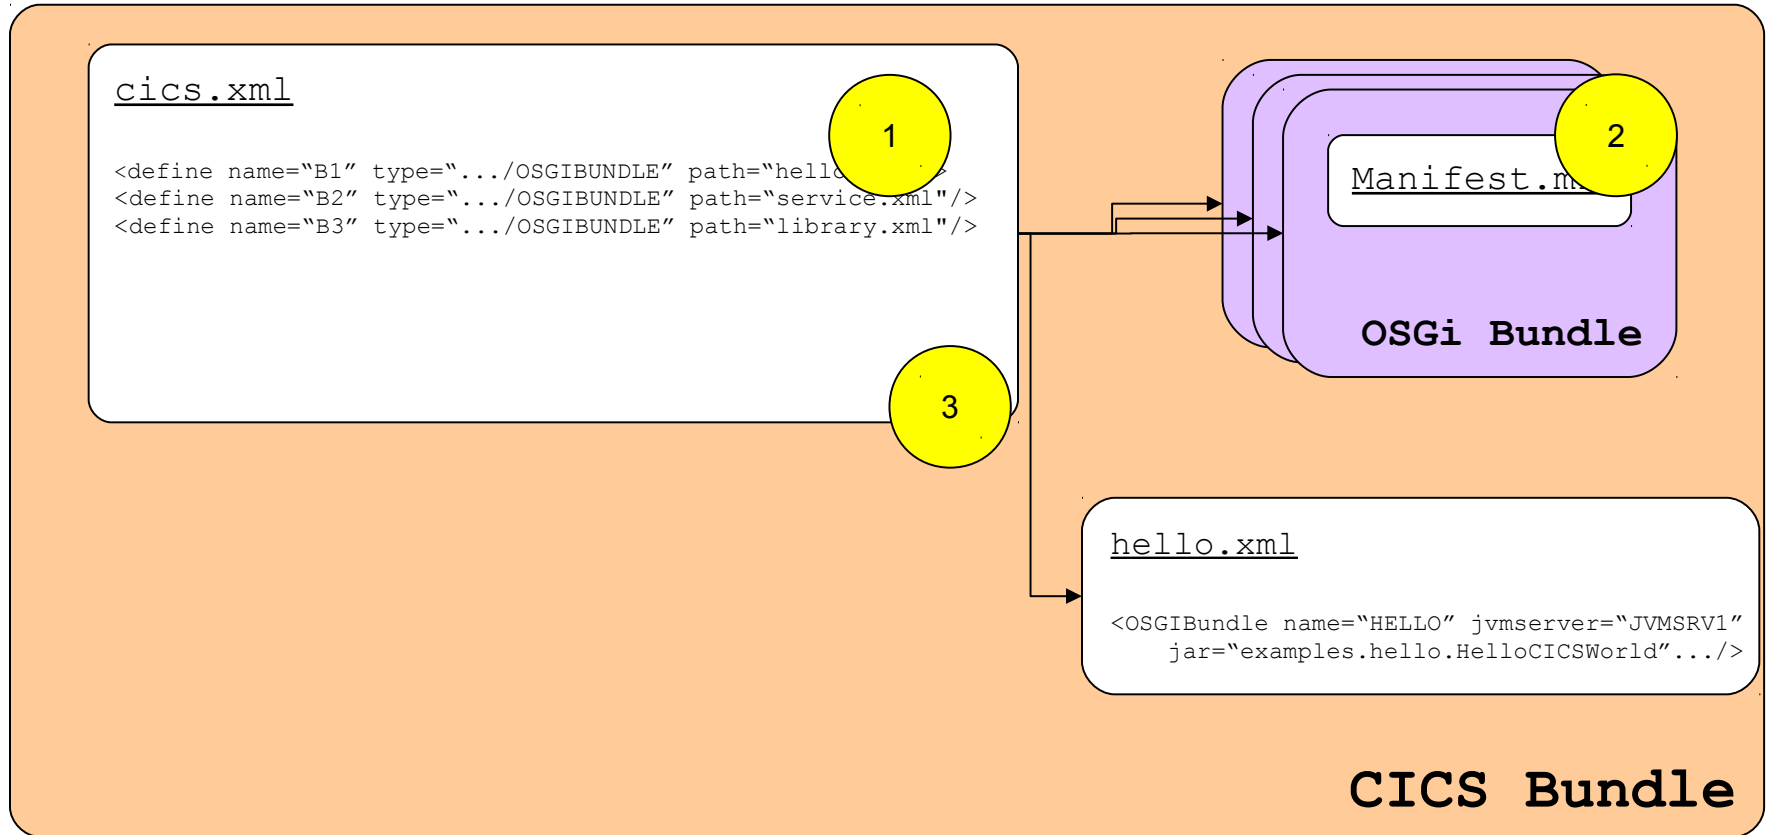 cics.xml
1
<define name=“B1” type=“.../OSGIBUNDLE” path=“hello
<define name=“B2” type=“.../OSGIBUNDLE” path=“service.xml"/>
<define name=“B3” type=“.../OSGIBUNDLE” path=“library.xml"/>
3
2
Manifest.m
OSGi Bundle
hello.xml
<OSGIBundle name=“HELLO” jvmserver=“JVMSRV1”
jar=“examples.hello.HelloCICSWorld”.../>
CICS Bundle